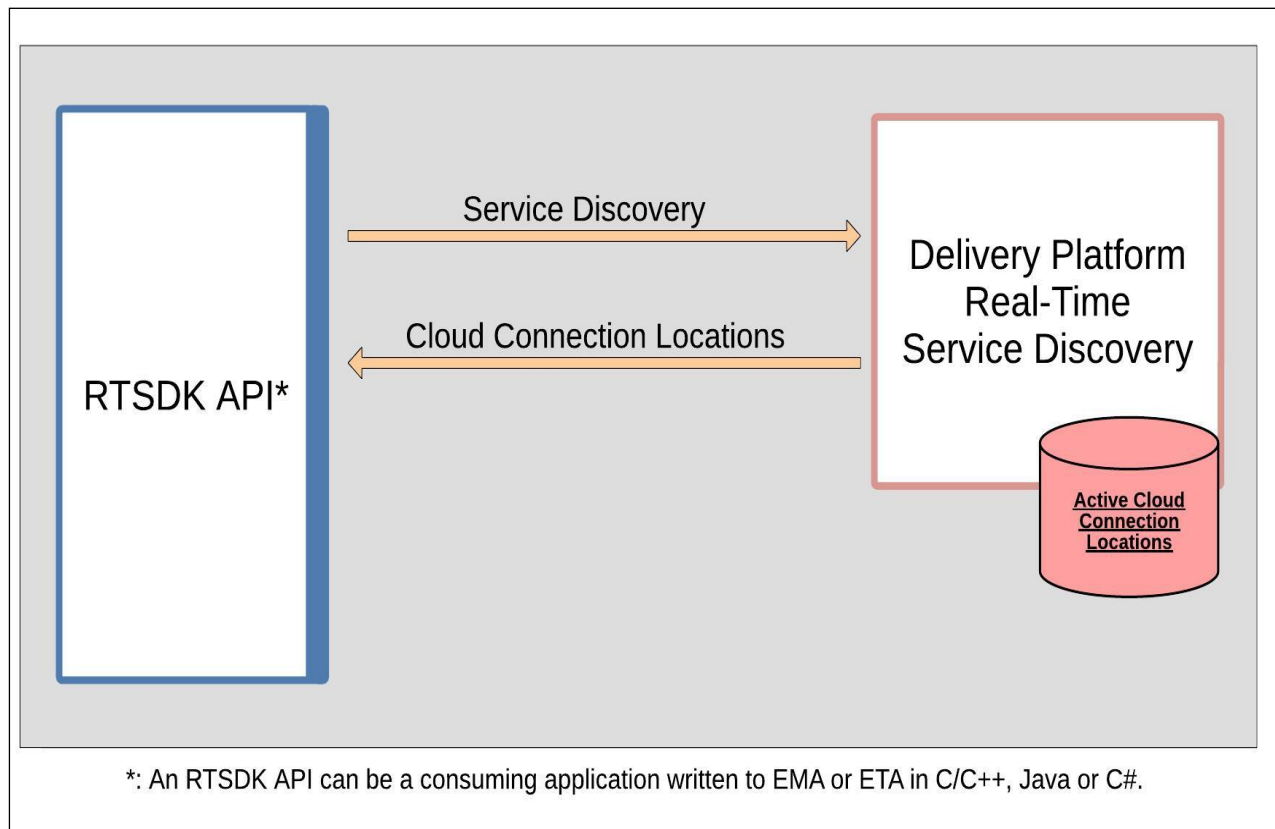 Service Discovery
Cloud Connection Locations
RTSDK API*
Delivery Platform
Real-Time
Service Discovery
Active Cloud
Connection
Locations
*: An RTSDK API can be a consuming application written to EMA or ETA in C/C++, Java or C#.